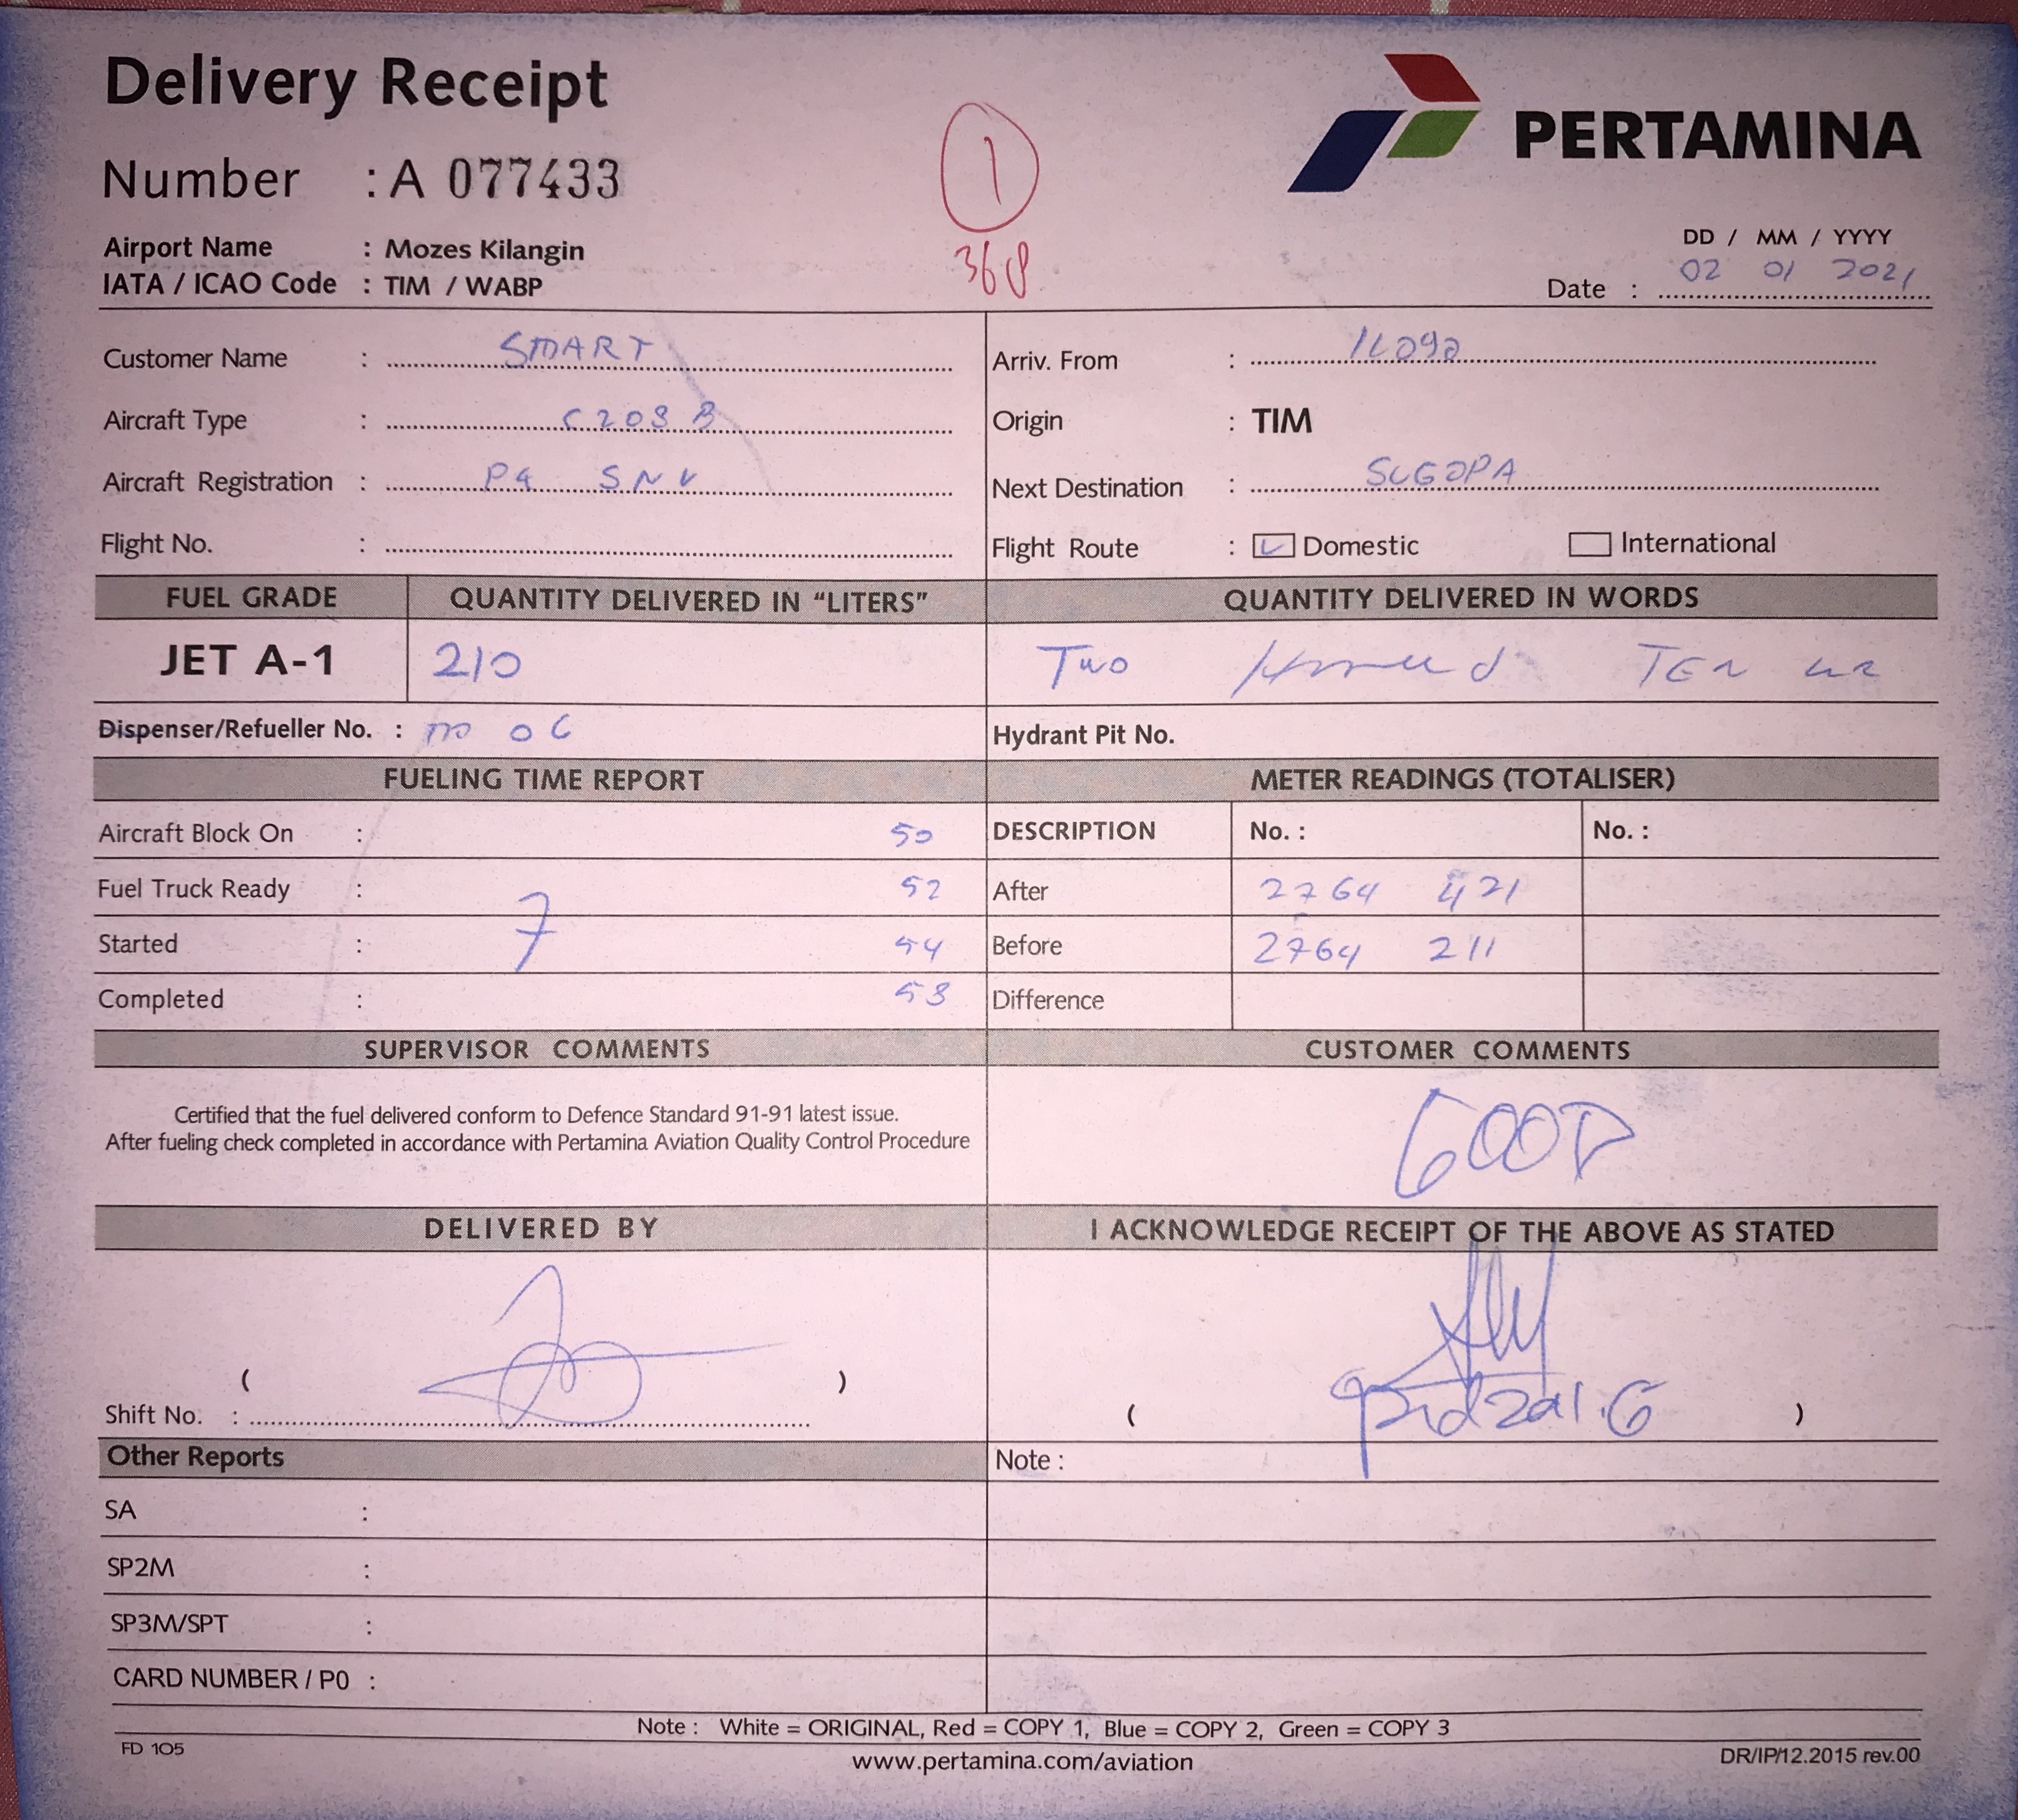 Delivery Receipt
PERTAMINA
Number : A 077433
1
368
Airport Name : Mozes Kilangin
IATA / ICAO Code : TIM / WABP
DD / MM / YYYY
Date : 02 01 2021
Customer Name : SMART
Arriv. From :
Aircraft Type : C208 B
Origin : TIM
Aircraft Registration : PK SNV
Next Destination :
Flight No. :
Flight Route : Domestic International
FUEL GRADE QUANTITY DELIVERED IN “LITERS” QUANTITY DELIVERED IN WORDS
JET A-1 210 Two Hundred TEN
Dispenser/Refueller No. : 06
Hydrant Pit No.
FUELING TIME REPORT METER READINGS (TOTALISER)
Aircraft Block On : 50
DESCRIPTION No. : No. :
Fuel Truck Ready : 52
After 2764 421
7
Started : 54
Before 2764 211
Completed : 58
Difference
SUPERVISOR COMMENTS CUSTOMER COMMENTS
Certified that the fuel delivered conform to Defence Standard 91-91 latest issue.
After fueling check completed in accordance with Pertamina Aviation Quality Control Procedure
GOOD
DELIVERED BY I ACKNOWLEDGE RECEIPT OF THE ABOVE AS STATED
( )
Shift No. :
( )
Other Reports Note :
SA :
SP2M :
SP3M/SPT :
CARD NUMBER / P0 :
Note : White = ORIGINAL, Red = COPY 1, Blue = COPY 2, Green = COPY 3
FD 105 www.pertamina.com/aviation DR/IP/12.2015 rev.00